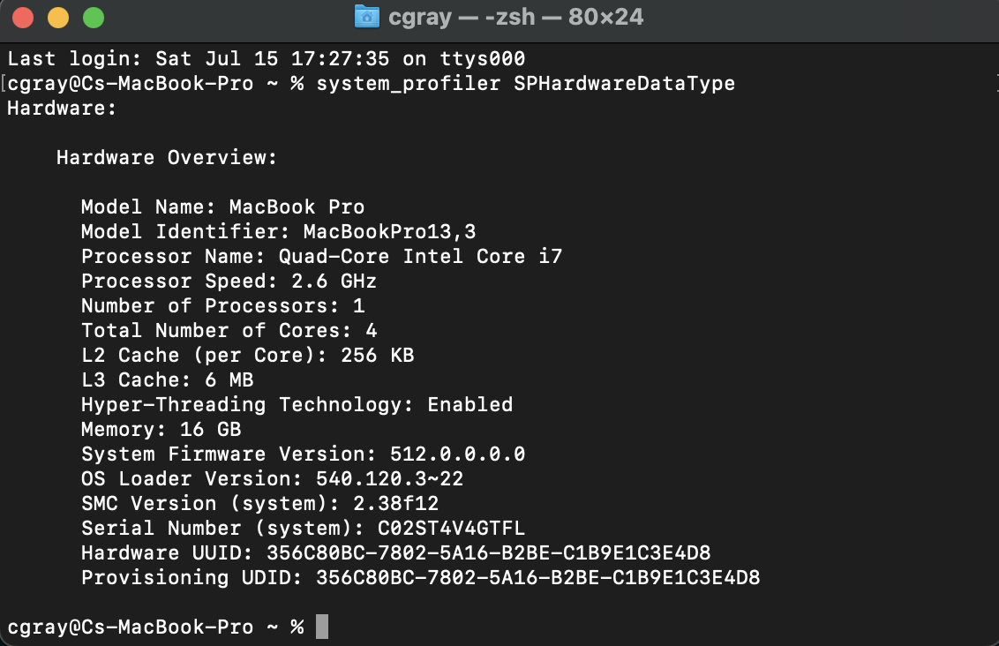 cgray — -zsh — 80×24
Last login: Sat Jul 15 17:27:35 on ttys000
[cgray@Cs-MacBook-Pro ~ % system_profiler SPHardwareDataType ]
Hardware:
Hardware Overview:
Model Name: MacBook Pro
Model Identifier: MacBookPro13,3
Processor Name: Quad-Core Intel Core i7
Processor Speed: 2.6 GHz
Number of Processors: 1
Total Number of Cores: 4
L2 Cache (per Core): 256 KB
L3 Cache: 6 MB
Hyper-Threading Technology: Enabled
Memory: 16 GB
System Firmware Version: 512.0.0.0.0
OS Loader Version: 540.120.3~22
SMC Version (system): 2.38f12
Serial Number (system): C02ST4V4GTFL
Hardware UUID: 356C80BC-7802-5A16-B2BE-C1B9E1C3E4D8
Provisioning UDID: 356C80BC-7802-5A16-B2BE-C1B9E1C3E4D8
cgray@Cs-MacBook-Pro ~ %